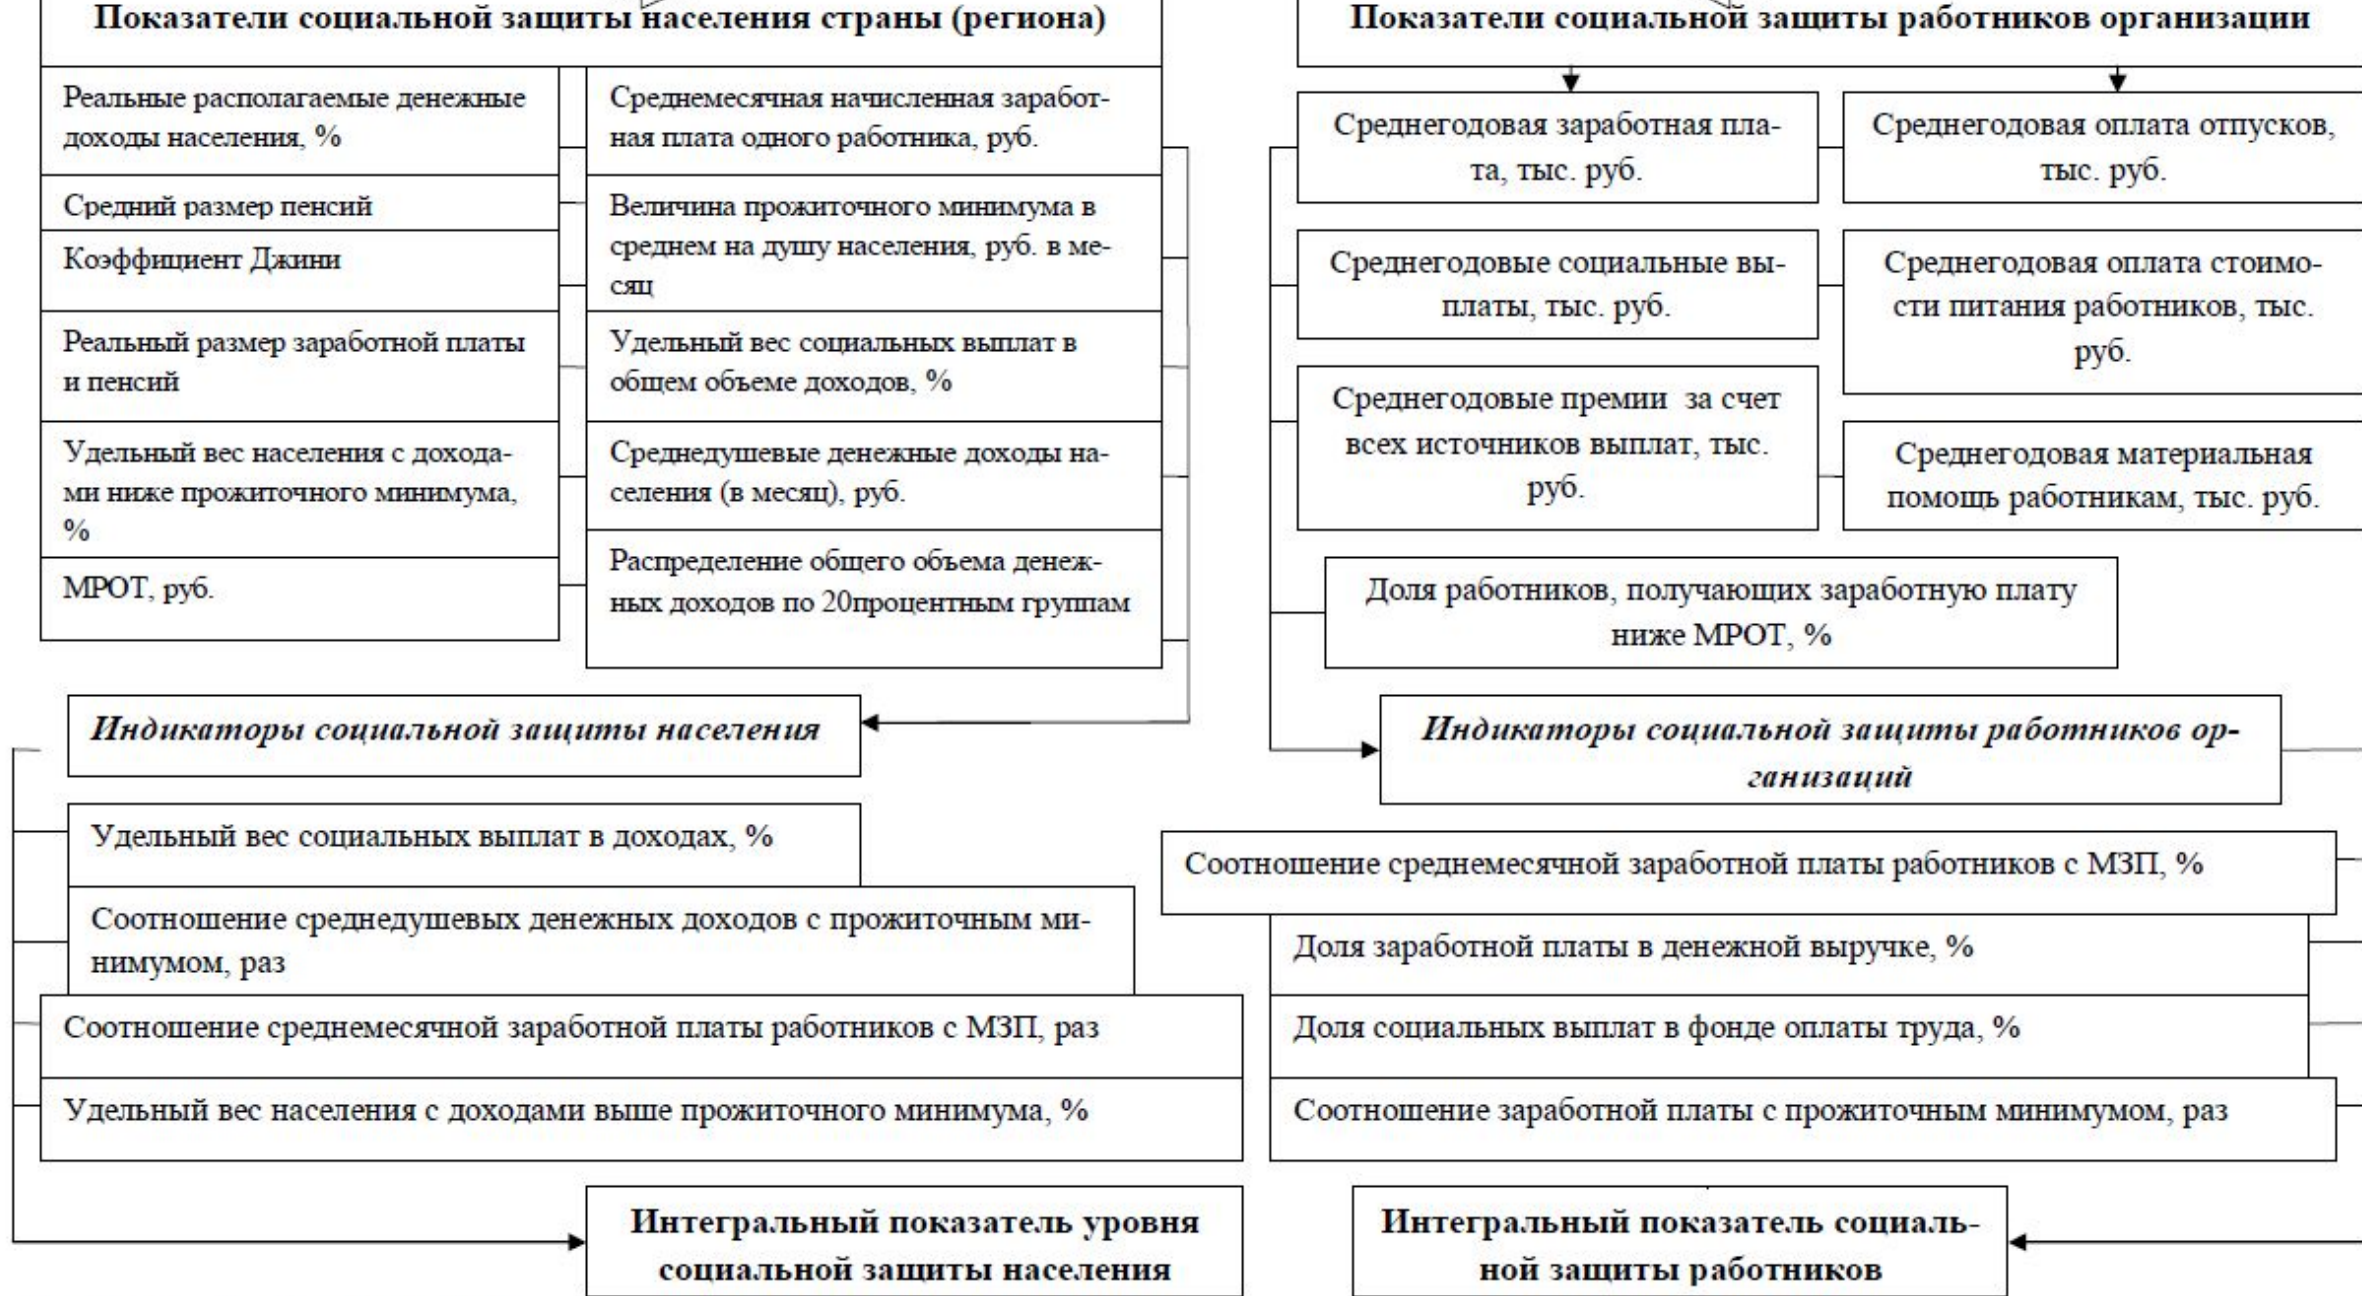 Показатели социальной защиты населения страны (региона)
Реальные располагаемые денежные
доходы населения, %
Средний размер пенсий
Коэффициент Джини
Реальный размер заработной платы
и пенсий
Удельный вес населения с дохода-
ми ниже прожиточного минимума,
%
МРОТ, руб.
Среднемесячная начисленная заработ-
ная плата одного работника, руб.
Величина прожиточного минимума в
среднем на душу населения, руб. в ме-
сяц
Удельный вес социальных выплат в
общем объеме доходов, %
Среднедушевые денежные доходы на-
селения (в месяц), руб.
Распределение общего объема денеж-
ных доходов по 20процентным группам
Индикаторы социальной защиты населения
Удельный вес социальных выплат в доходах, %
Соотношение среднедушевых денежных доходов с прожиточным ми-
нимумом, раз
Соотношение среднемесячной заработной платы работников с МЗП, раз
Удельный вес населения с доходами выше прожиточного минимума, %
Интегральный показатель уровня
социальной защиты населения
Показатели социальной защиты работников организации
Среднегодовая заработная пла-
та, тыс. руб.
Среднегодовая оплата отпусков,
тыс. руб.
Среднегодовые социальные вы-
платы, тыс. руб.
Среднегодовая оплата стоимо-
сти питания работников, тыс.
руб.
Среднегодовые премии за счет
всех источников выплат, тыс.
руб.
Среднегодовая материальная
помощь работникам, тыс. руб.
Доля работников, получающих заработную плату
ниже МРОТ, %
Индикаторы социальной защиты работников ор-
ганизаций
Соотношение среднемесячной заработной платы работников с МЗП, %
Доля заработной платы в денежной выручке, %
Доля социальных выплат в фонде оплаты труда, %
Соотношение заработной платы с прожиточным минимумом, раз
Интегральный показатель социаль-
ной защиты работников